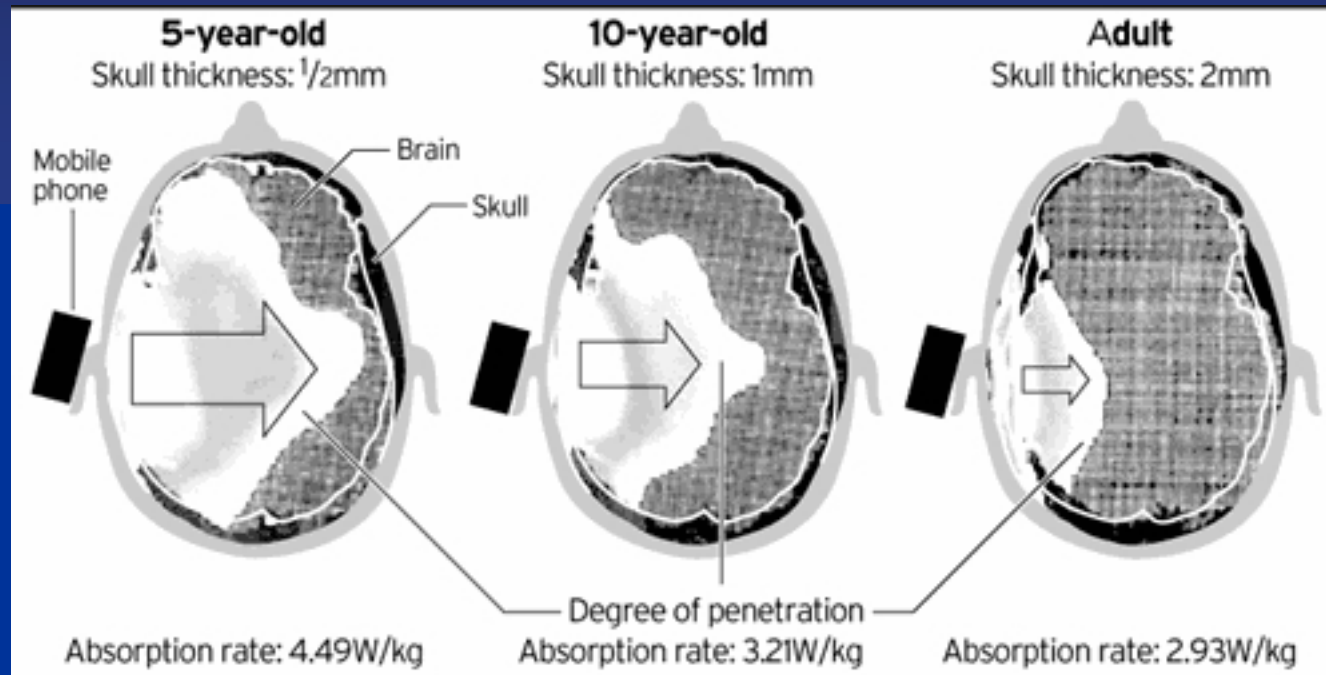 5-year-old
Skull thickness: 1/2mm
10-year-old
Skull thickness: 1mm
Adult
Skull thickness: 2mm
Mobile
phone
Brain
Skull
Degree of penetration
Absorption rate: 4.49W/kg
Absorption rate: 3.21W/kg
Absorption rate: 2.93W/kg